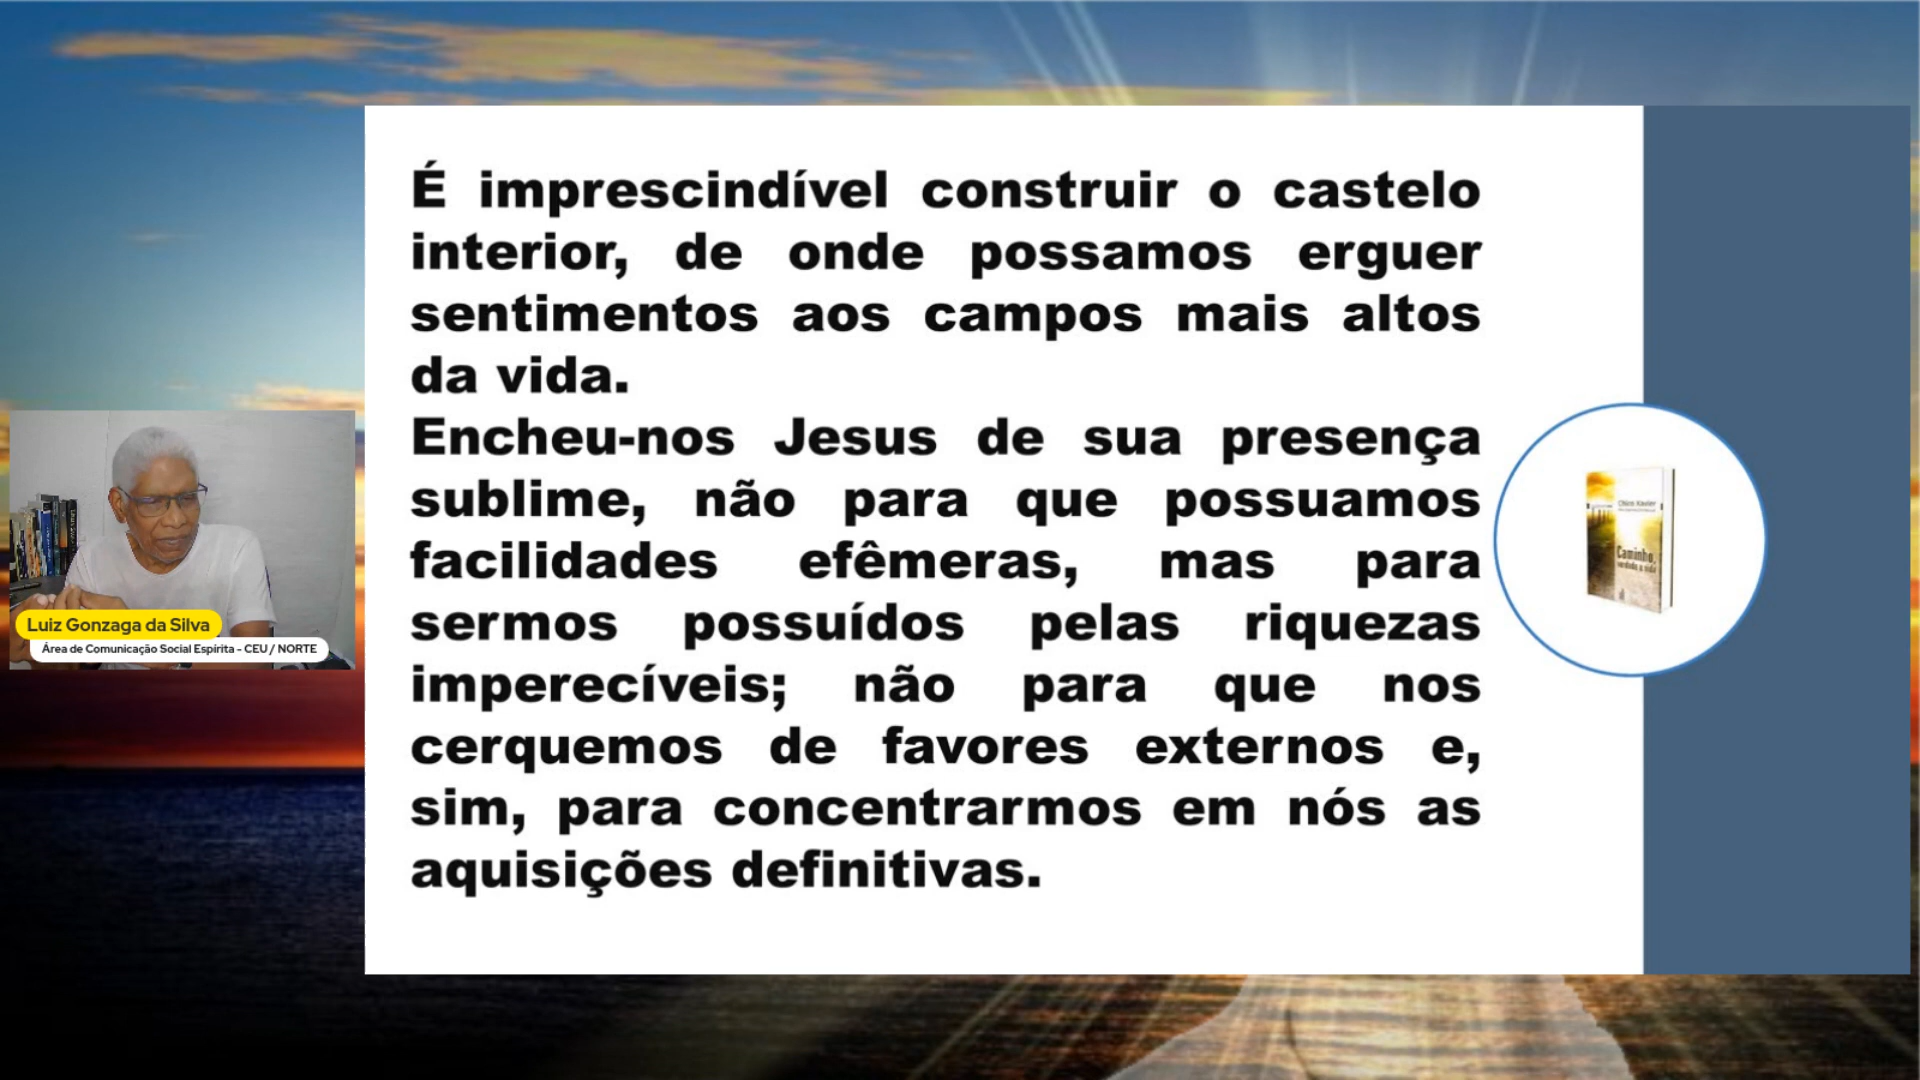 É imprescindível construir o castelo
interior, de onde possamos erguer
sentimentos aos campos mais altos
da vida.
Encheu-nos Jesus de sua presença
sublime, não para que possuamos
facilidades efêmeras, mas para
sermos possuídos pelas riquezas
imperecíveis; não para que nos
cerquemos de favores externos e,
sim, para concentrarmos em nós as
aquisições definitivas.
Luiz Gonzaga da Silva
Área de Comunicação Social Espírita - CEU / NORTE
Chico Xavier
Caminho,
verdade e vida